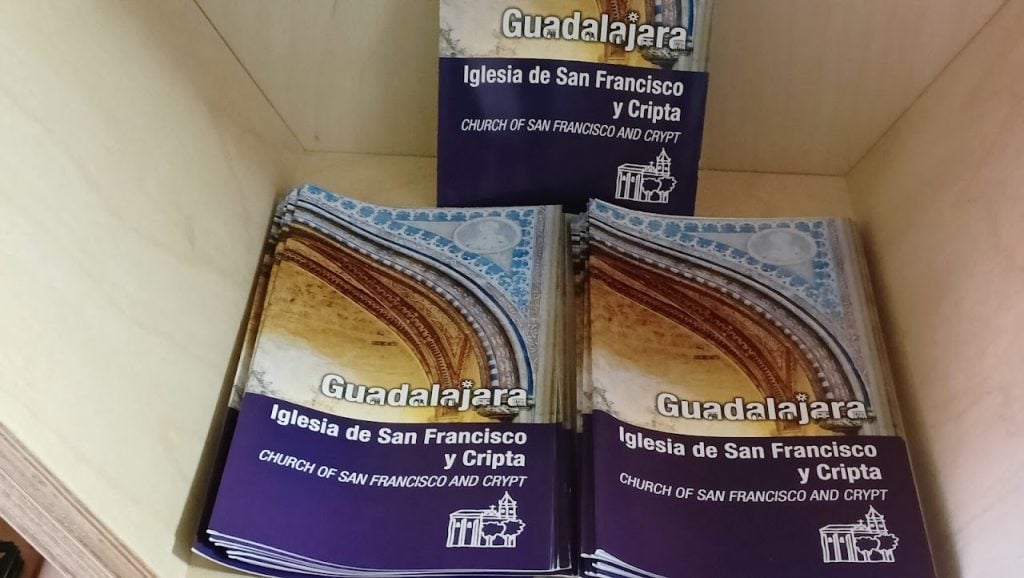 Guadalajara
Iglesia de San Francisco
y Cripta
CHURCH OF SAN FRANCISCO AND CRYPT
Guadalajara
Iglesia de San Francisco
y Cripta
CHURCH OF SAN FRANCISCO AND CRYPT
Guadalajara
Iglesia de San Francisco
y Cripta
CHURCH OF SAN FRANCISCO AND CRYPT